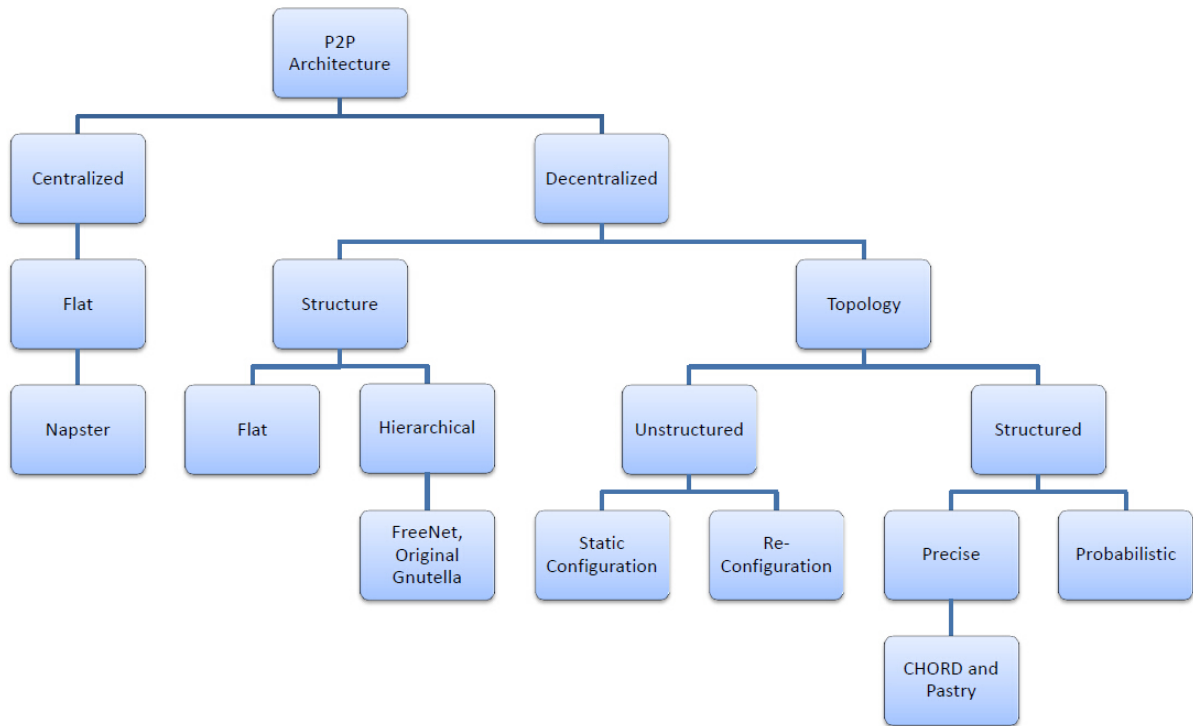 P2P
Architecture
Centralized
Decentralized
Flat
Structure
Topology
Napster
Flat
Hierarchical
Unstructured
Structured
FreeNet,
Original
Gnutella
Static
Configuration
Re-
Configuration
Precise
Probabilistic
CHORD and
Pastry